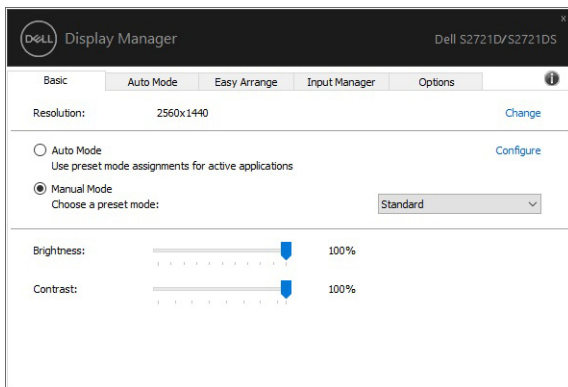 x
DELL Display Manager Dell S2721D/S2721DS
Basic Auto Mode Easy Arrange Input Manager Options i
Resolution: 2560x1440 Change
Auto Mode Configure
Use preset mode assignments for active applications
Manual Mode
Choose a preset mode: Standard
Brightness: 100%
Contrast: 100%